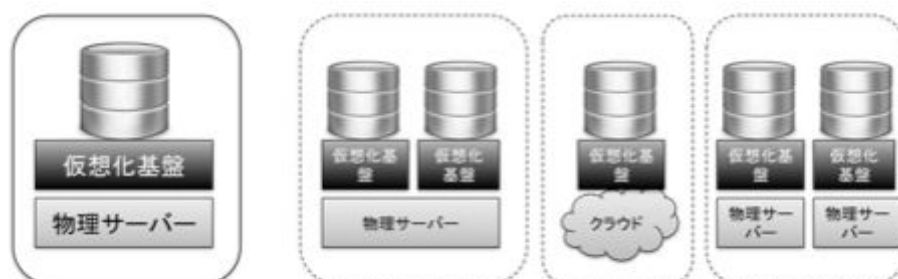 仮想化基盤
物理サーバー
仮想化基
盤
仮想化
基盤
物理サーバー
仮想化基
盤
クラウド
仮想化基
盤
仮想化
基盤
物理サー
バー
物理サー
バー